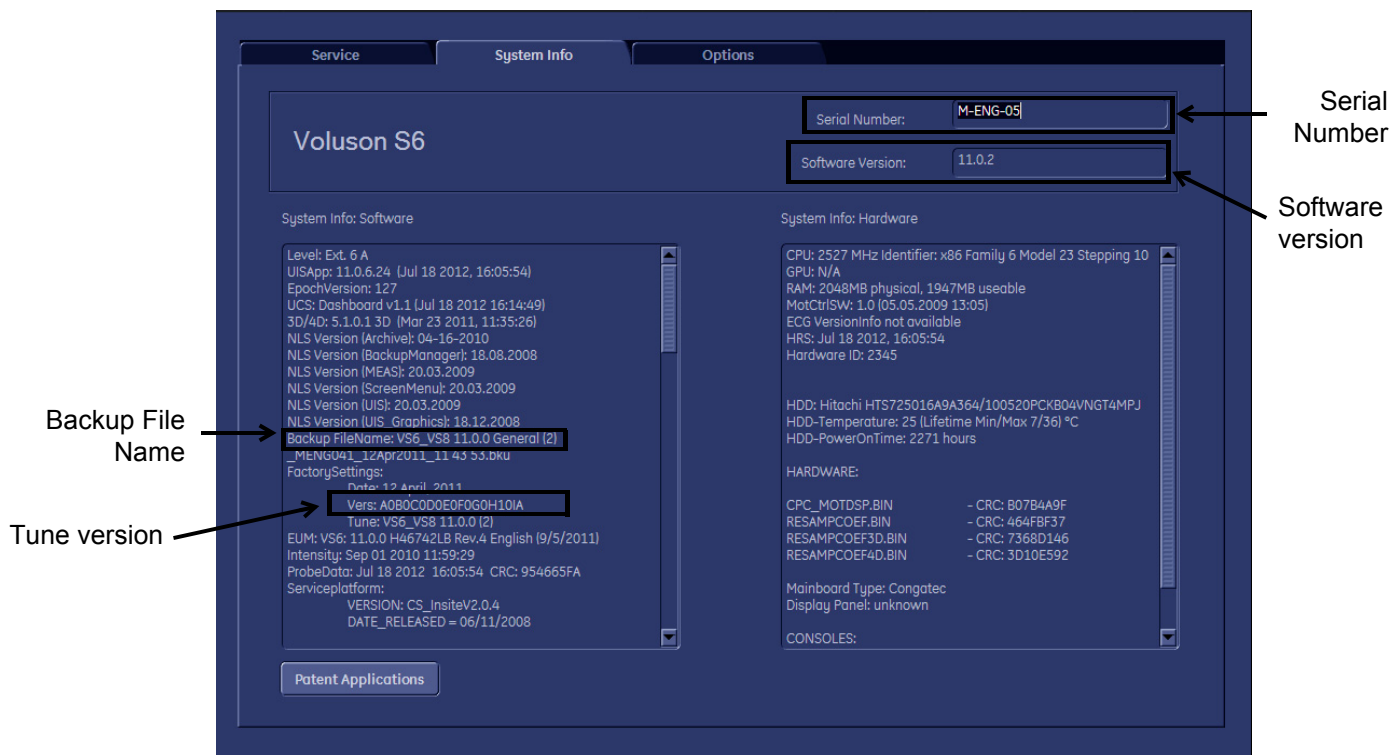 Service
System Info
Options
Voluson S6
Serial Number:
M-ENG-05
Software Version:
11.0.2
Serial
Number
Software
version
System Info: Software
Level: Ext. 6 A
UISApp: 11.0.6.24 (Jul 18 2012, 16:05:54)
EpochVersion: 127
UCS: Dashboard v1.1 (Jul 18 2012 16:14:49)
3D/4D: 5.1.0.1 3D (Mar 23 2011, 11:35:26)
NLS Version (Archive): 04-16-2010
NLS Version (BackupManager): 18.08.2008
NLS Version (MEAS): 20.03.2009
NLS Version (ScreenMenu): 20.03.2009
NLS Version (UIS): 20.03.2009
NLS Version (UIS_Graphics): 18.12.2008
Backup FileName: VS6_VS8 11.0.0 General (2)
_MENG041_12Apr2011_11 43 53.bku
FactorySettings:
Date: 12 April, 2011
Vers: A0B0C0D0E0F0G0H10IA
Tune: VS6_VS8 11.0.0 (2)
EUM: VS6: 11.0.0 H46742LB Rev.4 English (9/5/2011)
Intensity: Sep 01 2010 11:59:29
ProbeData: Jul 18 2012 16:05:54 CRC: 954665FA
Serviceplatform:
VERSION: CS_InsiteV2.0.4
DATE_RELEASED = 06/11/2008
Backup File
Name
Tune version
System Info: Hardware
CPU: 2527 MHz Identifier: x86 Family 6 Model 23 Stepping 10
GPU: N/A
RAM: 2048MB physical, 1947MB useable
MotCtrlSW: 1.0 (05.05.2009 13:05)
ECG VersionInfo not available
HRS: Jul 18 2012, 16:05:54
Hardware ID: 2345
HDD: Hitachi HTS725016A9A364/100520PCKB04VNGT4MPJ
HDD-Temperature: 25 (Lifetime Min/Max 7/36) °C
HDD-PowerOnTime: 2271 hours
HARDWARE:
CPC_MOTDSP.BIN - CRC: B07B4A9F
RESAMPCOEF.BIN - CRC: 464FBF37
RESAMPCOEF3D.BIN - CRC: 7368D146
RESAMPCOEF4D.BIN - CRC: 3D10E592
Mainboard Type: Congatec
Display Panel: unknown
CONSOLES:
Patent Applications